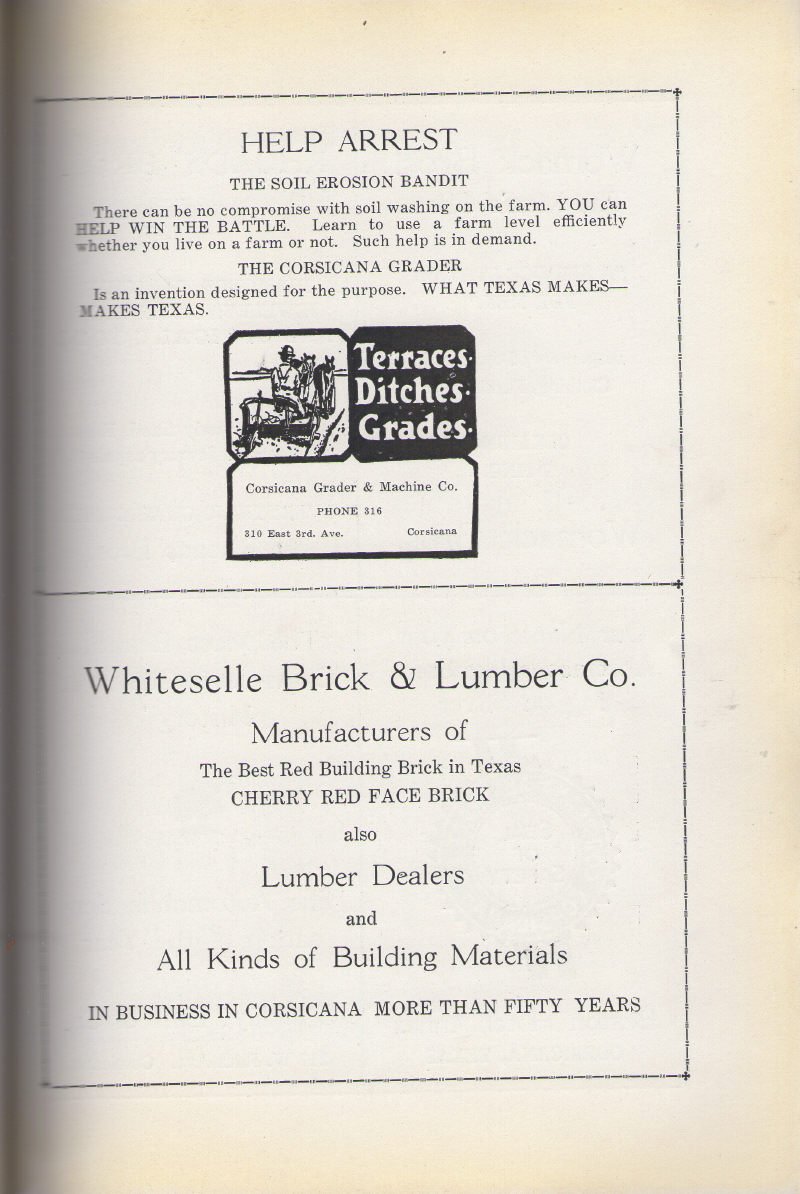 HELP ARREST
THE SOIL EROSION BANDIT
There can be no compromise with soil washing on the farm. YOU can
HELP WIN THE BATTLE. Learn to use a farm level efficiently
whether you live on a farm or not. Such help is in demand.
THE CORSICANA GRADER
Is an invention designed for the purpose. WHAT TEXAS MAKES—
MAKES TEXAS.
Terraces·
Ditches·
Grades·
Corsicana Grader & Machine Co.
PHONE 316
310 East 3rd. Ave. Corsicana
Whiteselle Brick & Lumber Co.
Manufacturers of
The Best Red Building Brick in Texas
CHERRY RED FACE BRICK
also
Lumber Dealers
and
All Kinds of Building Materials
IN BUSINESS IN CORSICANA MORE THAN FIFTY YEARS